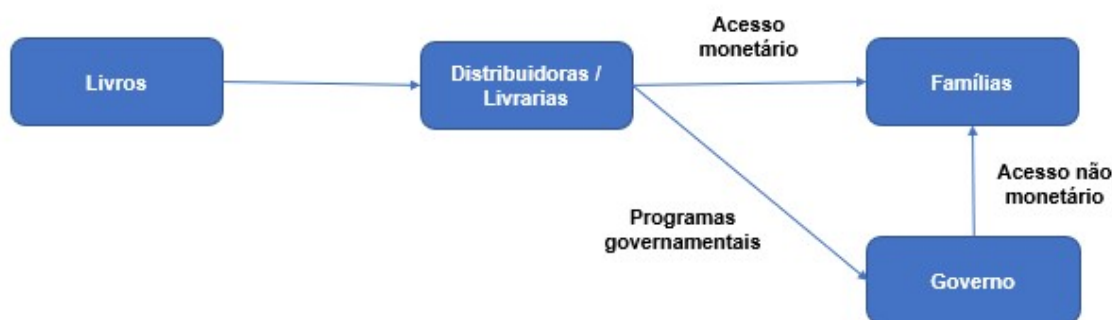 Acesso
monetário
Livros
Distribuidoras /
Livrarias
Famílias
Acesso não
monetário
Programas
governamentais
Governo